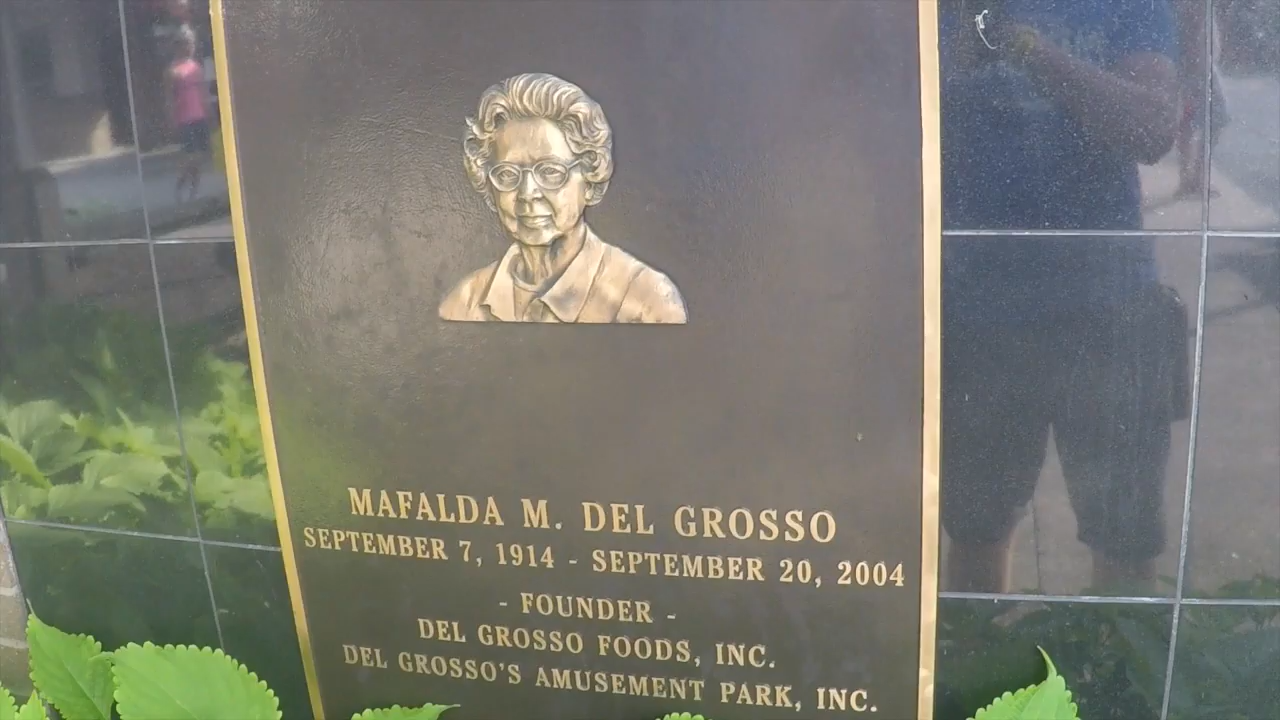 MAFALDA M. DEL GROSSO
SEPTEMBER 7, 1914 - SEPTEMBER 20, 2004
- FOUNDER -
DEL GROSSO FOODS, INC.
DEL GROSSO'S AMUSEMENT PARK, INC.